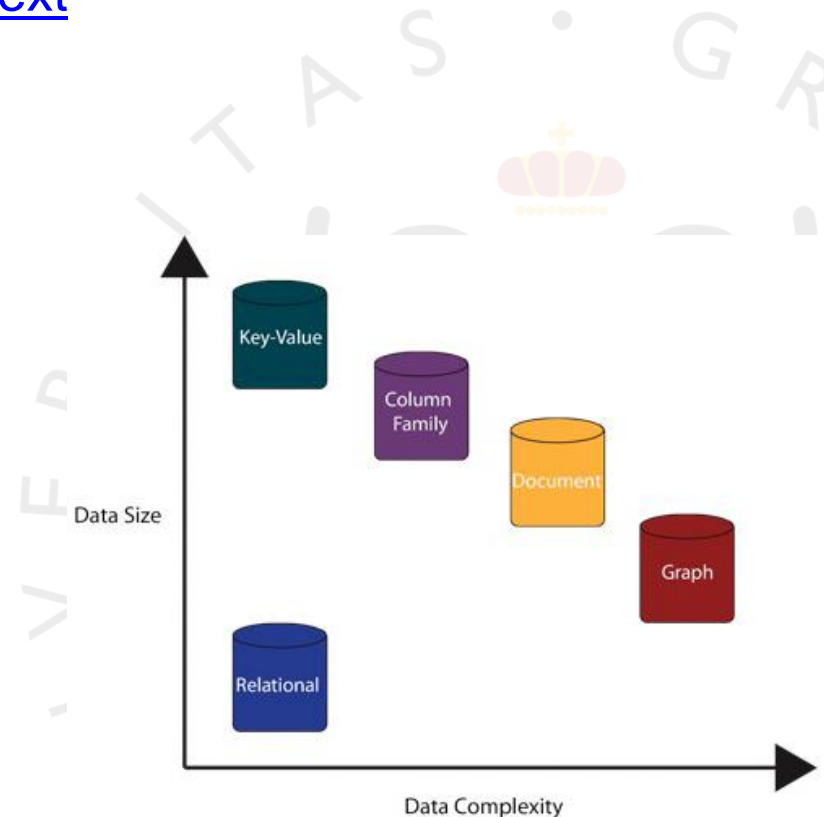 ext
T A S · G R
I
Key-Value
Column
Family
Document
Data Size
Graph
Relational
Data Complexity
V E R